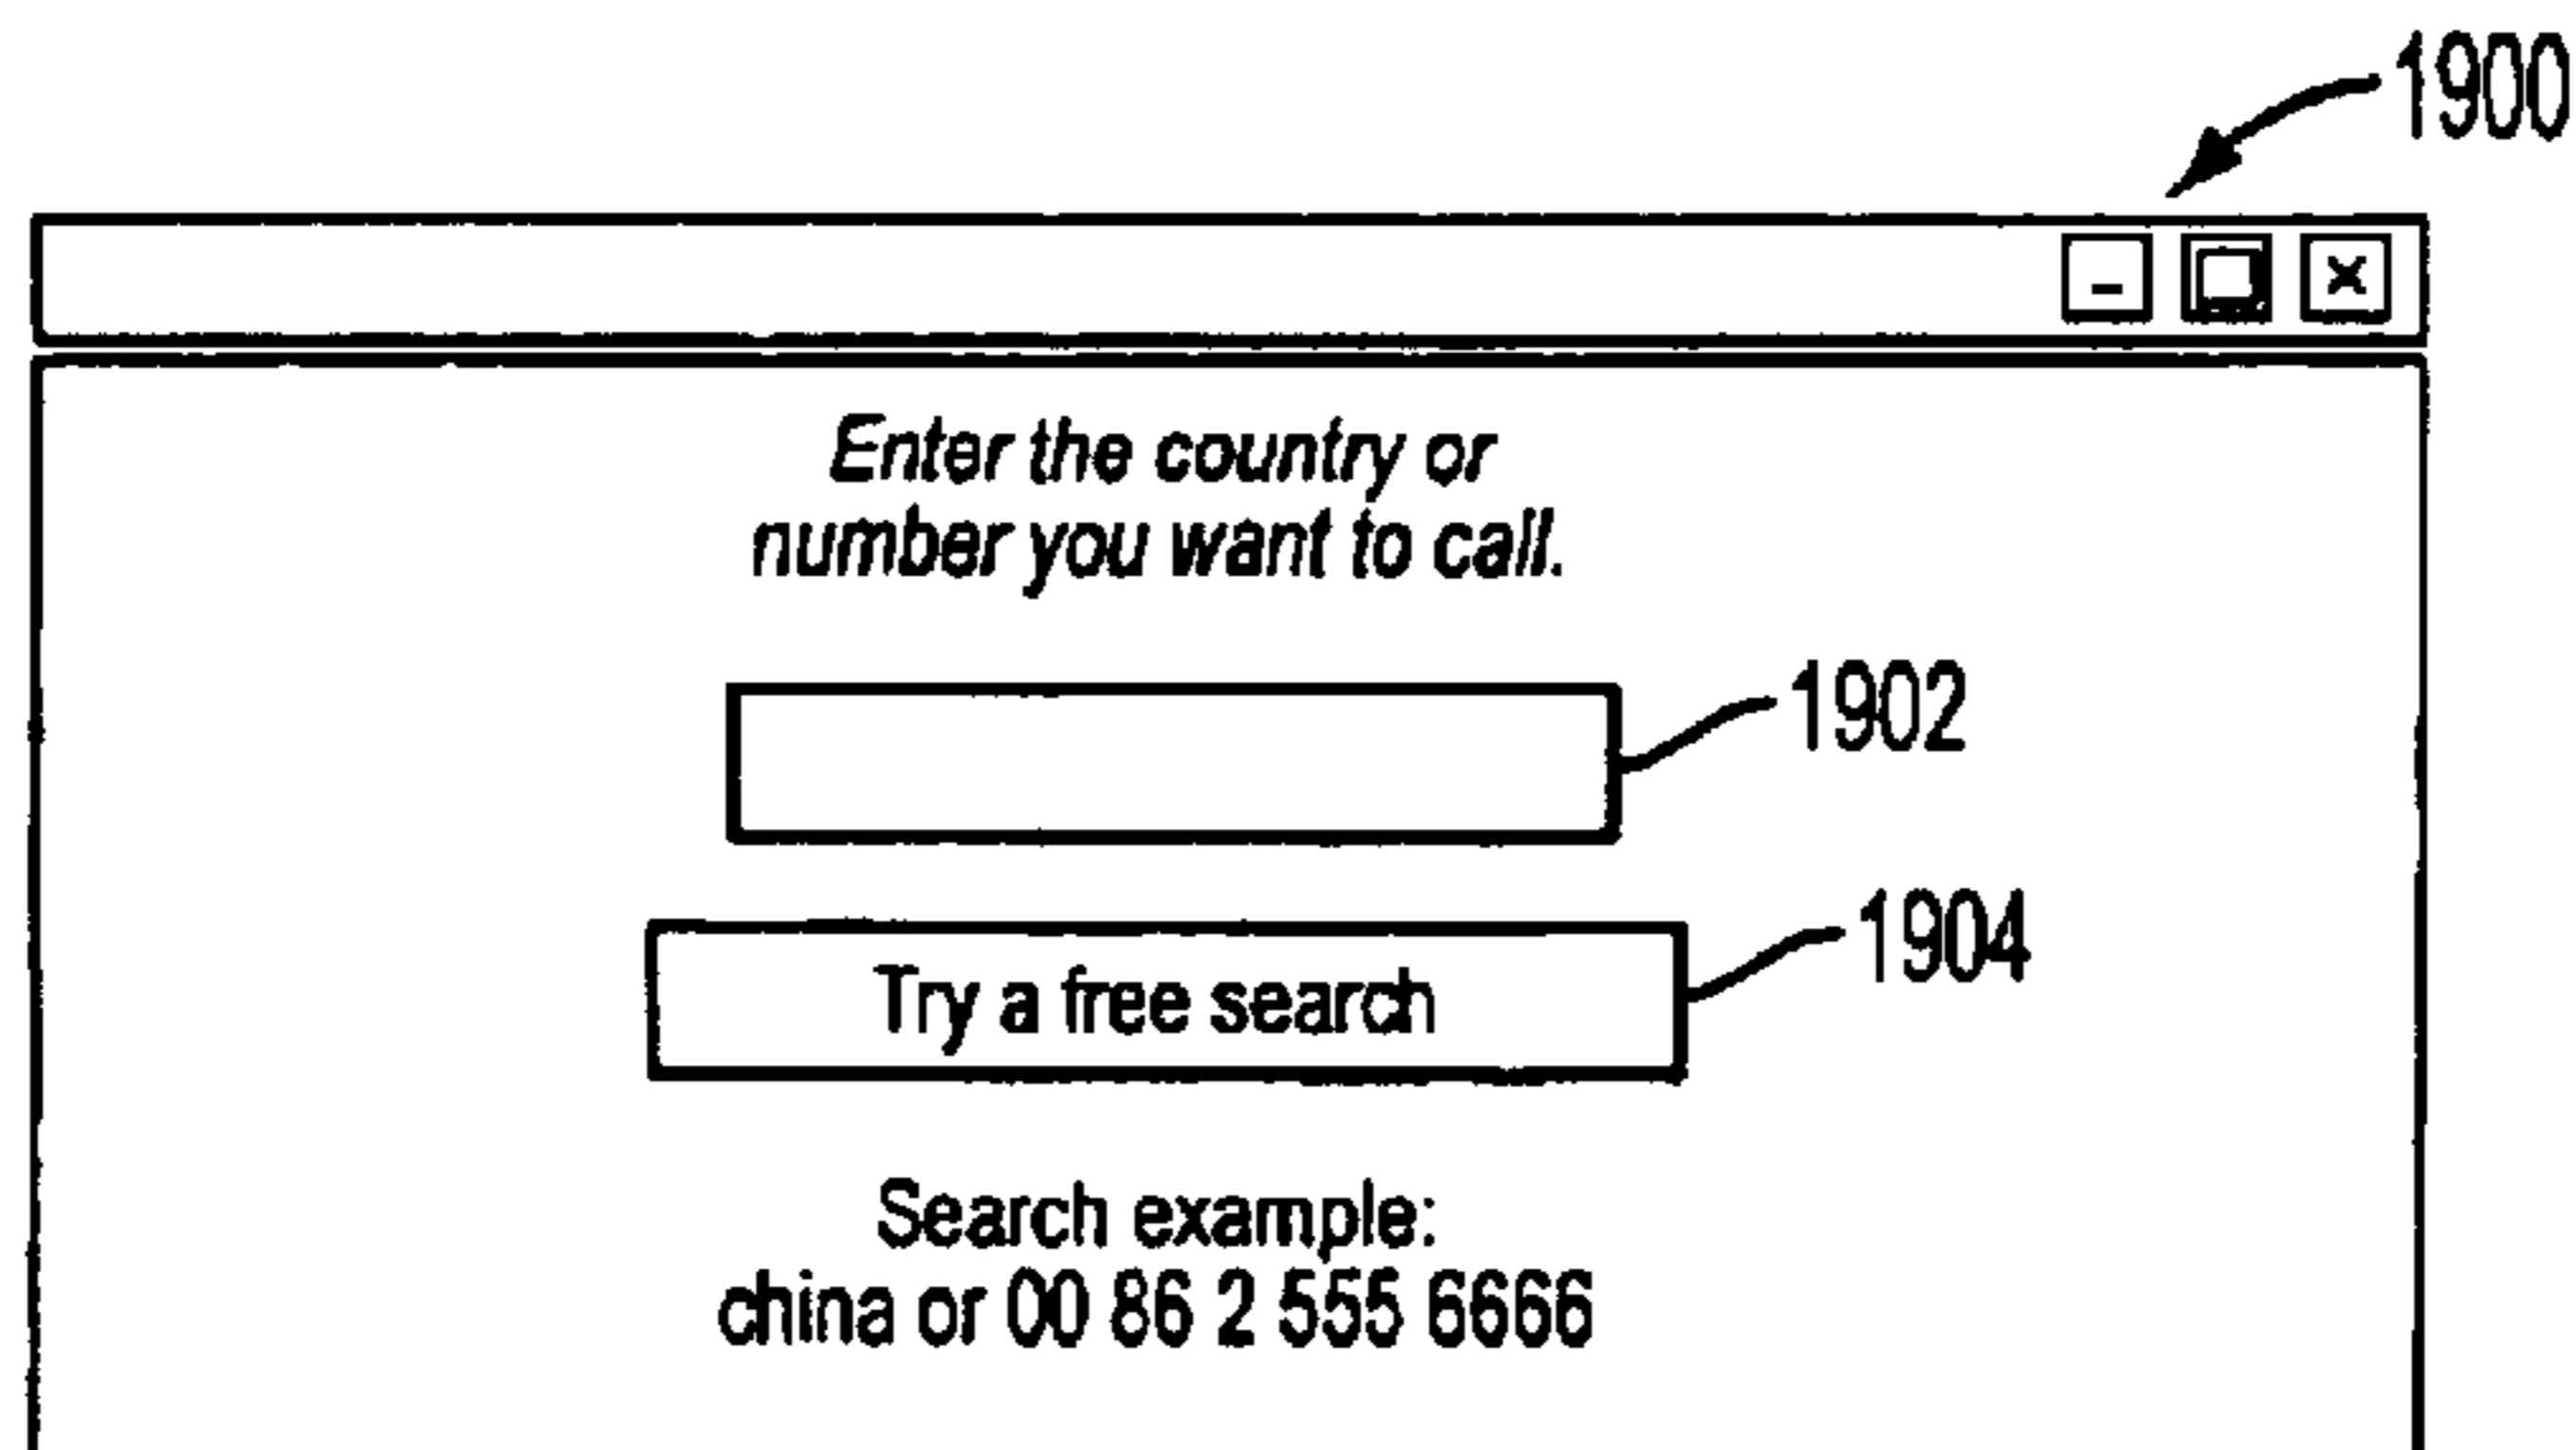 1900
Enter the country or
number you want to call.
1902
Try a free search
1904
Search example:
china or 00 86 2 555 6666